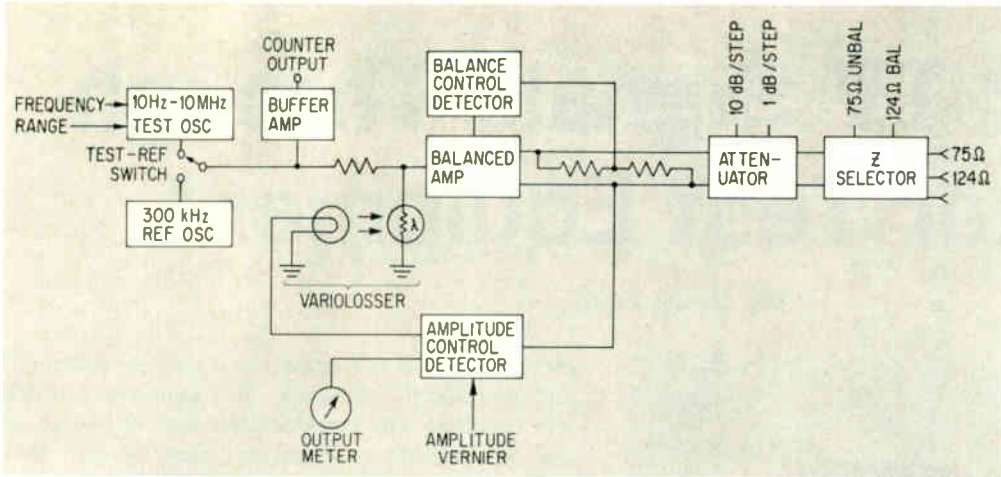 COUNTER
OUTPUT
BUFFER
AMP
FREQUENCY
RANGE
10Hz-10MHz
TEST OSC
TEST-REF
SWITCH
300 kHz
REF OSC
VARIOLOSSER
λ
BALANCE
CONTROL
DETECTOR
BALANCED
AMP
AMPLITUDE
CONTROL
DETECTOR
OUTPUT
METER
AMPLITUDE
VERNIER
10 dB/STEP
1 dB/STEP
ATTEN-
UATOR
75Ω UNBAL
124Ω BAL
Z
SELECTOR
75Ω
124Ω